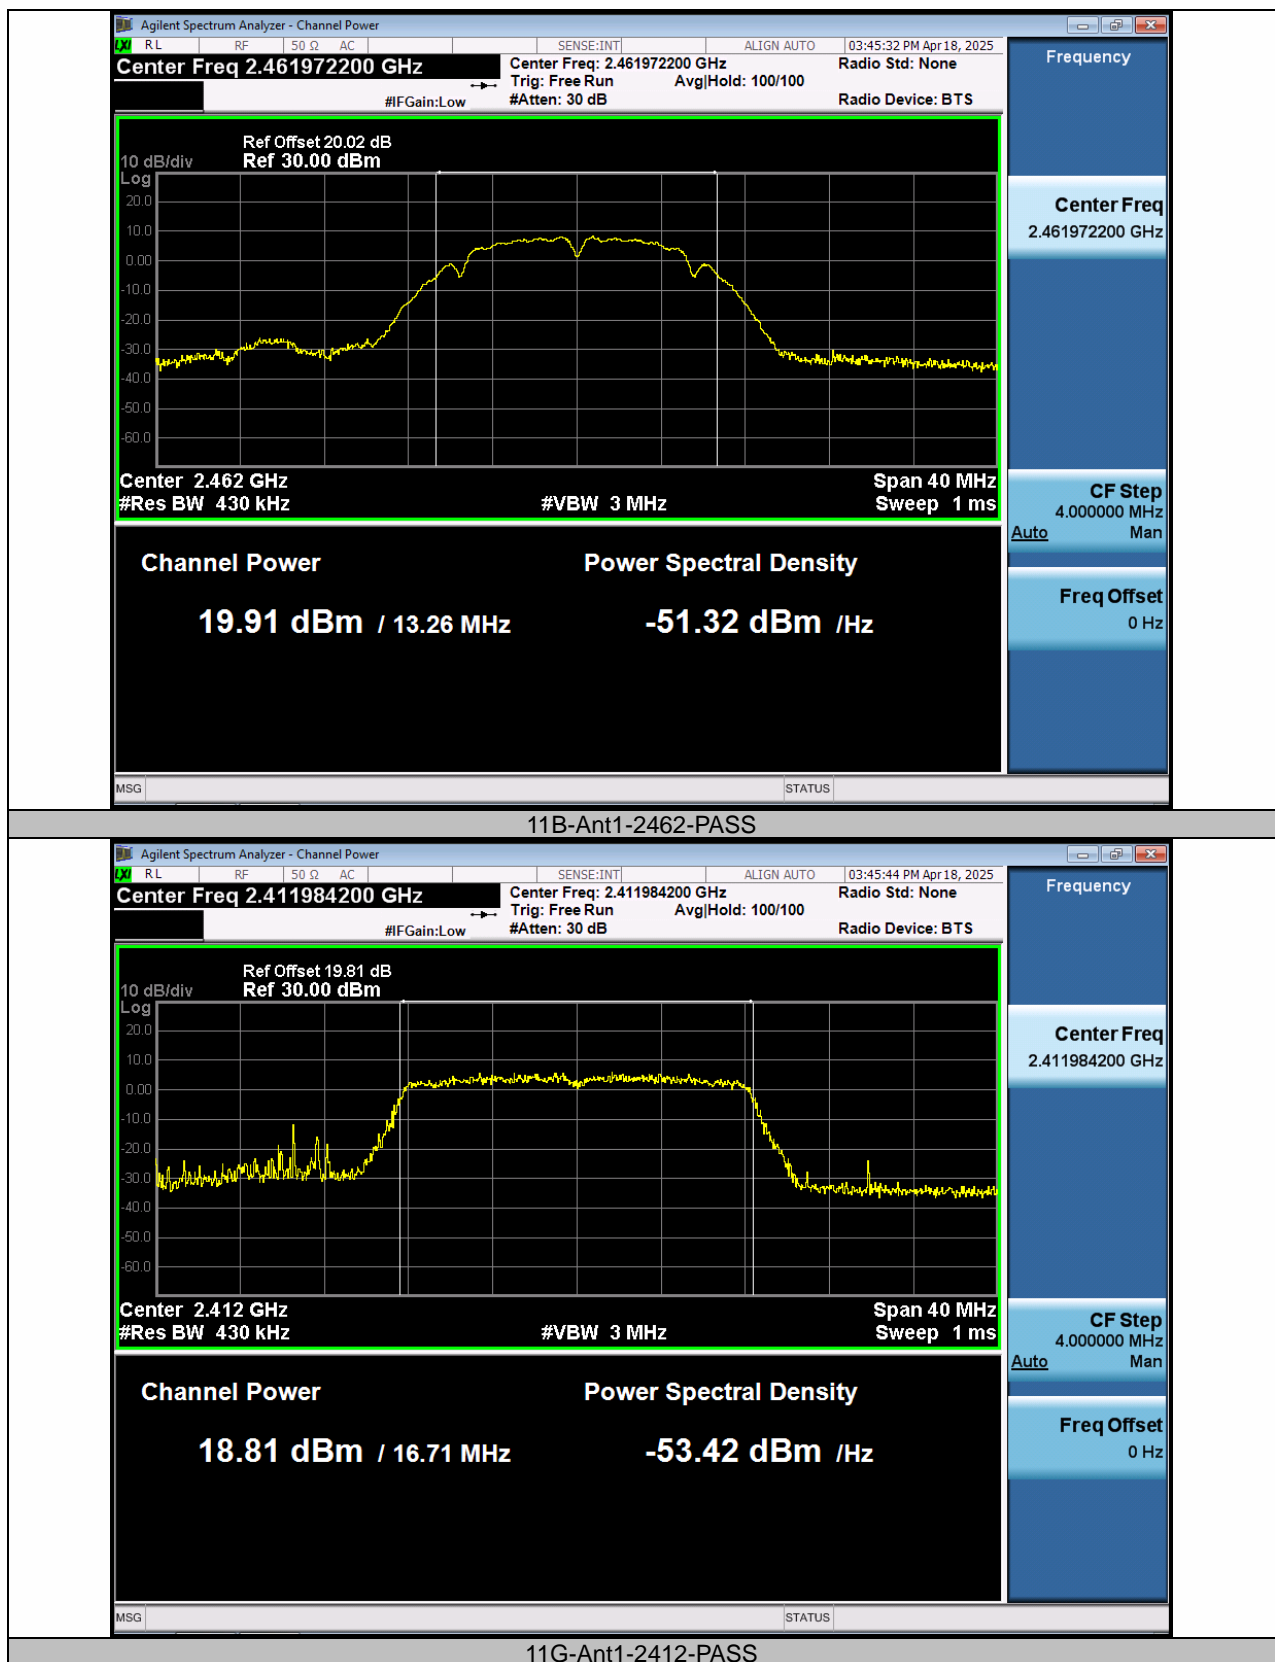 Agilent Spectrum Analyzer - Channel Power
LXI RL RF 50 Ω AC SENSE:INT ALIGN AUTO 03:45:32 PM Apr 18, 2025
Center Freq 2.461972200 GHz Center Freq: 2.461972200 GHz Radio Std: None
Trig: Free Run Avg|Hold: 100/100
#IFGain:Low #Atten: 30 dB Radio Device: BTS
Frequency
Ref Offset 20.02 dB
10 dB/div Ref 30.00 dBm
Log
20.0
10.0
0.00
-10.0
-20.0
-30.0
-40.0
-50.0
-60.0
Center 2.462 GHz Span 40 MHz
#Res BW 430 kHz #VBW 3 MHz Sweep 1 ms
Channel Power Power Spectral Density
19.91 dBm / 13.26 MHz -51.32 dBm /Hz
Center Freq
2.461972200 GHz
CF Step
4.000000 MHz
Auto Man
Freq Offset
0 Hz
MSG STATUS
11B-Ant1-2462-PASS
Agilent Spectrum Analyzer - Channel Power
LXI RL RF 50 Ω AC SENSE:INT ALIGN AUTO 03:45:44 PM Apr 18, 2025
Center Freq 2.411984200 GHz Center Freq: 2.411984200 GHz Radio Std: None
Trig: Free Run Avg|Hold: 100/100
#IFGain:Low #Atten: 30 dB Radio Device: BTS
Frequency
Ref Offset 19.81 dB
10 dB/div Ref 30.00 dBm
Log
20.0
10.0
0.00
-10.0
-20.0
-30.0
-40.0
-50.0
-60.0
Center 2.412 GHz Span 40 MHz
#Res BW 430 kHz #VBW 3 MHz Sweep 1 ms
Channel Power Power Spectral Density
18.81 dBm / 16.71 MHz -53.42 dBm /Hz
Center Freq
2.411984200 GHz
CF Step
4.000000 MHz
Auto Man
Freq Offset
0 Hz
MSG STATUS
11G-Ant1-2412-PASS